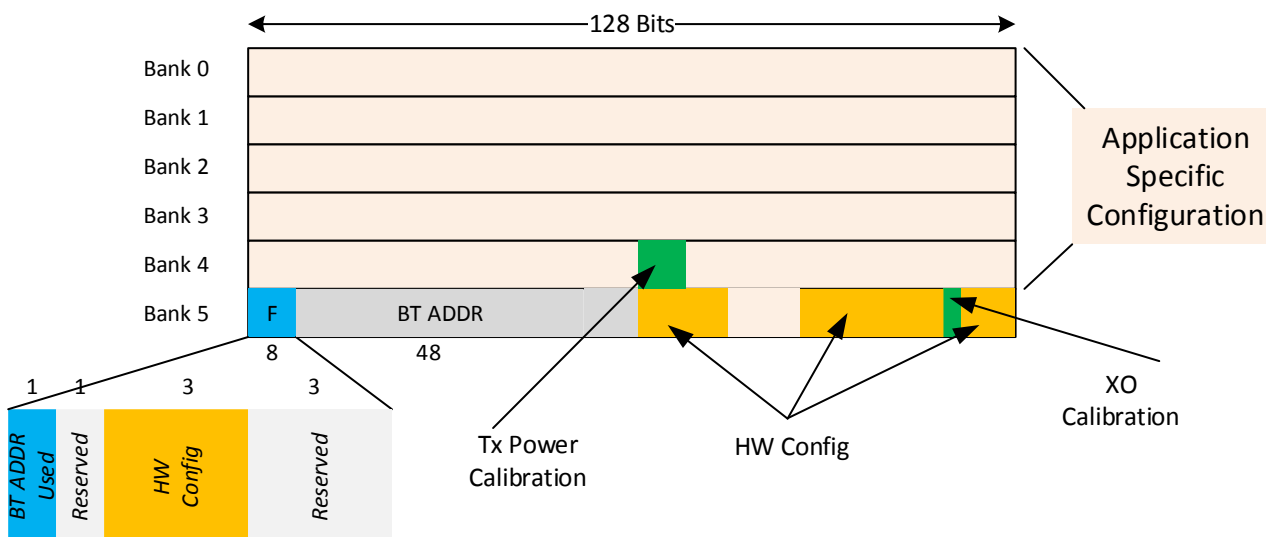 128 Bits
Bank 0
Bank 1
Bank 2
Bank 3
Bank 4
Bank 5
Application
Specific
Configuration
F
BT ADDR
8
48
1
1
3
3
BT ADDR
Used
Reserved
HW
Config
Reserved
Tx Power
Calibration
HW Config
XO
Calibration